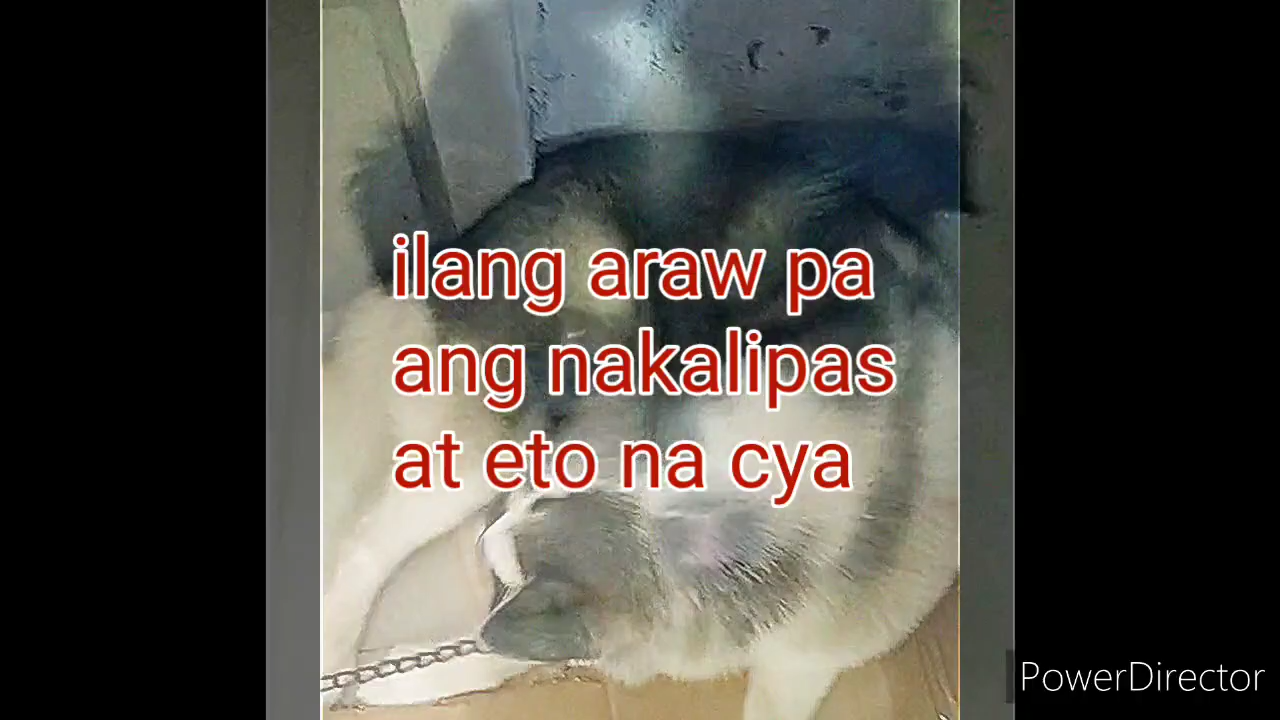 ilang araw pa
ang nakalipas
at eto na cya
PowerDirector